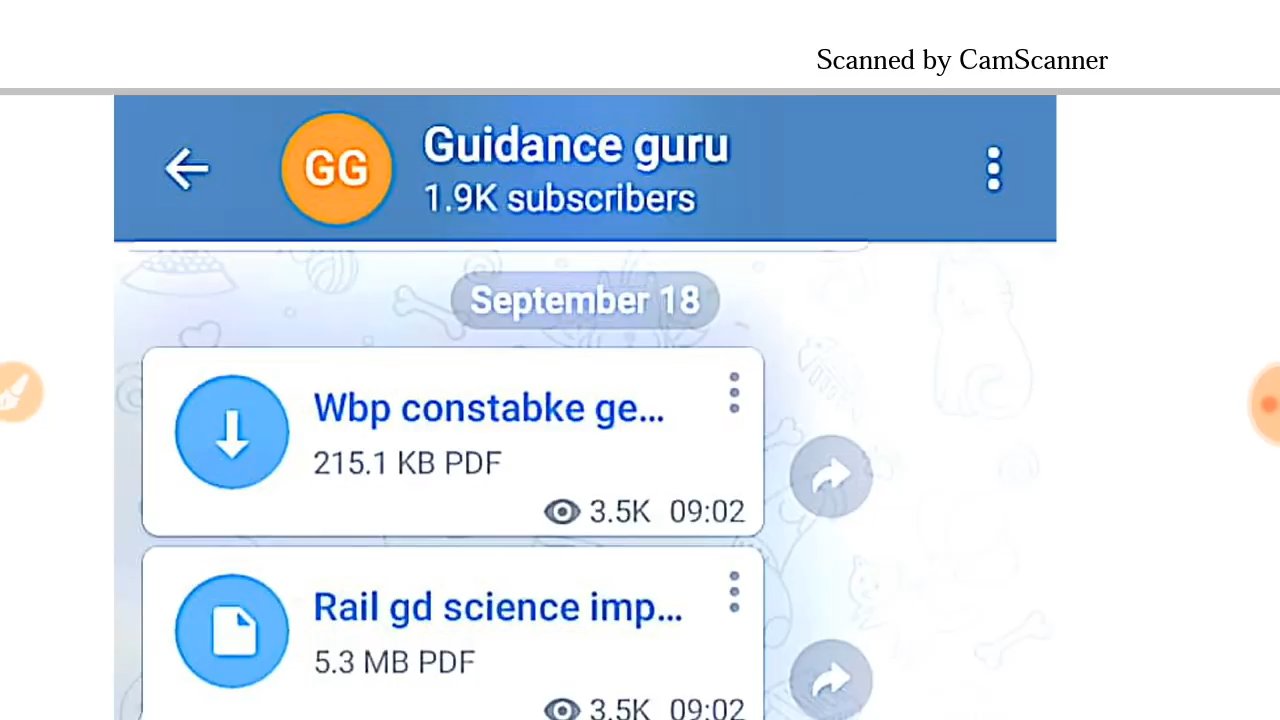 Scanned by CamScanner
GG
Guidance guru
1.9K subscribers
September 18
Wbp constabke ge...
215.1 KB PDF
3.5K 09:02
Rail gd science imp...
5.3 MB PDF
3.5K 09:02